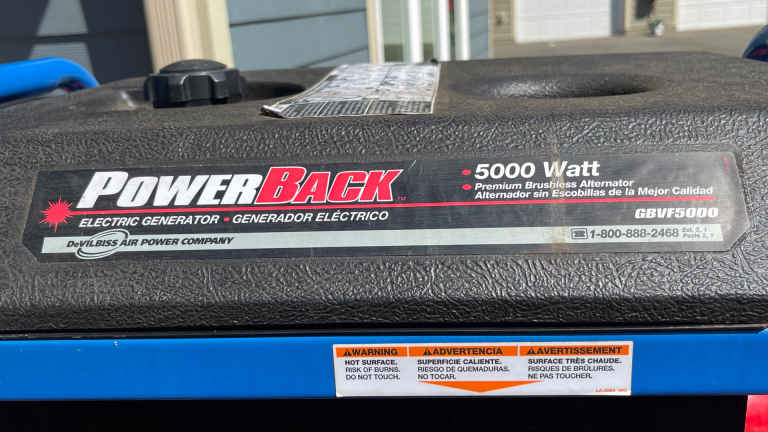 POWERBACK™
ELECTRIC GENERATOR • GENERADOR ELÉCTRICO
DEVILBISS AIR POWER COMPANY
• 5000 Watt
• Premium Brushless Alternator
Alternador sin Escobillas de la Mejor Calidad
GBVF5000
1-800-888-2468
WARNING
HOT SURFACE.
RISK OF BURNS.
DO NOT TOUCH.
ADVERTENCIA
SUPERFICIE CALIENTE.
RIESGO DE QUEMADURAS.
NO TOCAR.
AVERTISSEMENT
SURFACE TRÈS CHAUDE.
RISQUES DE BRÛLURES.
NE PAS TOUCHER.